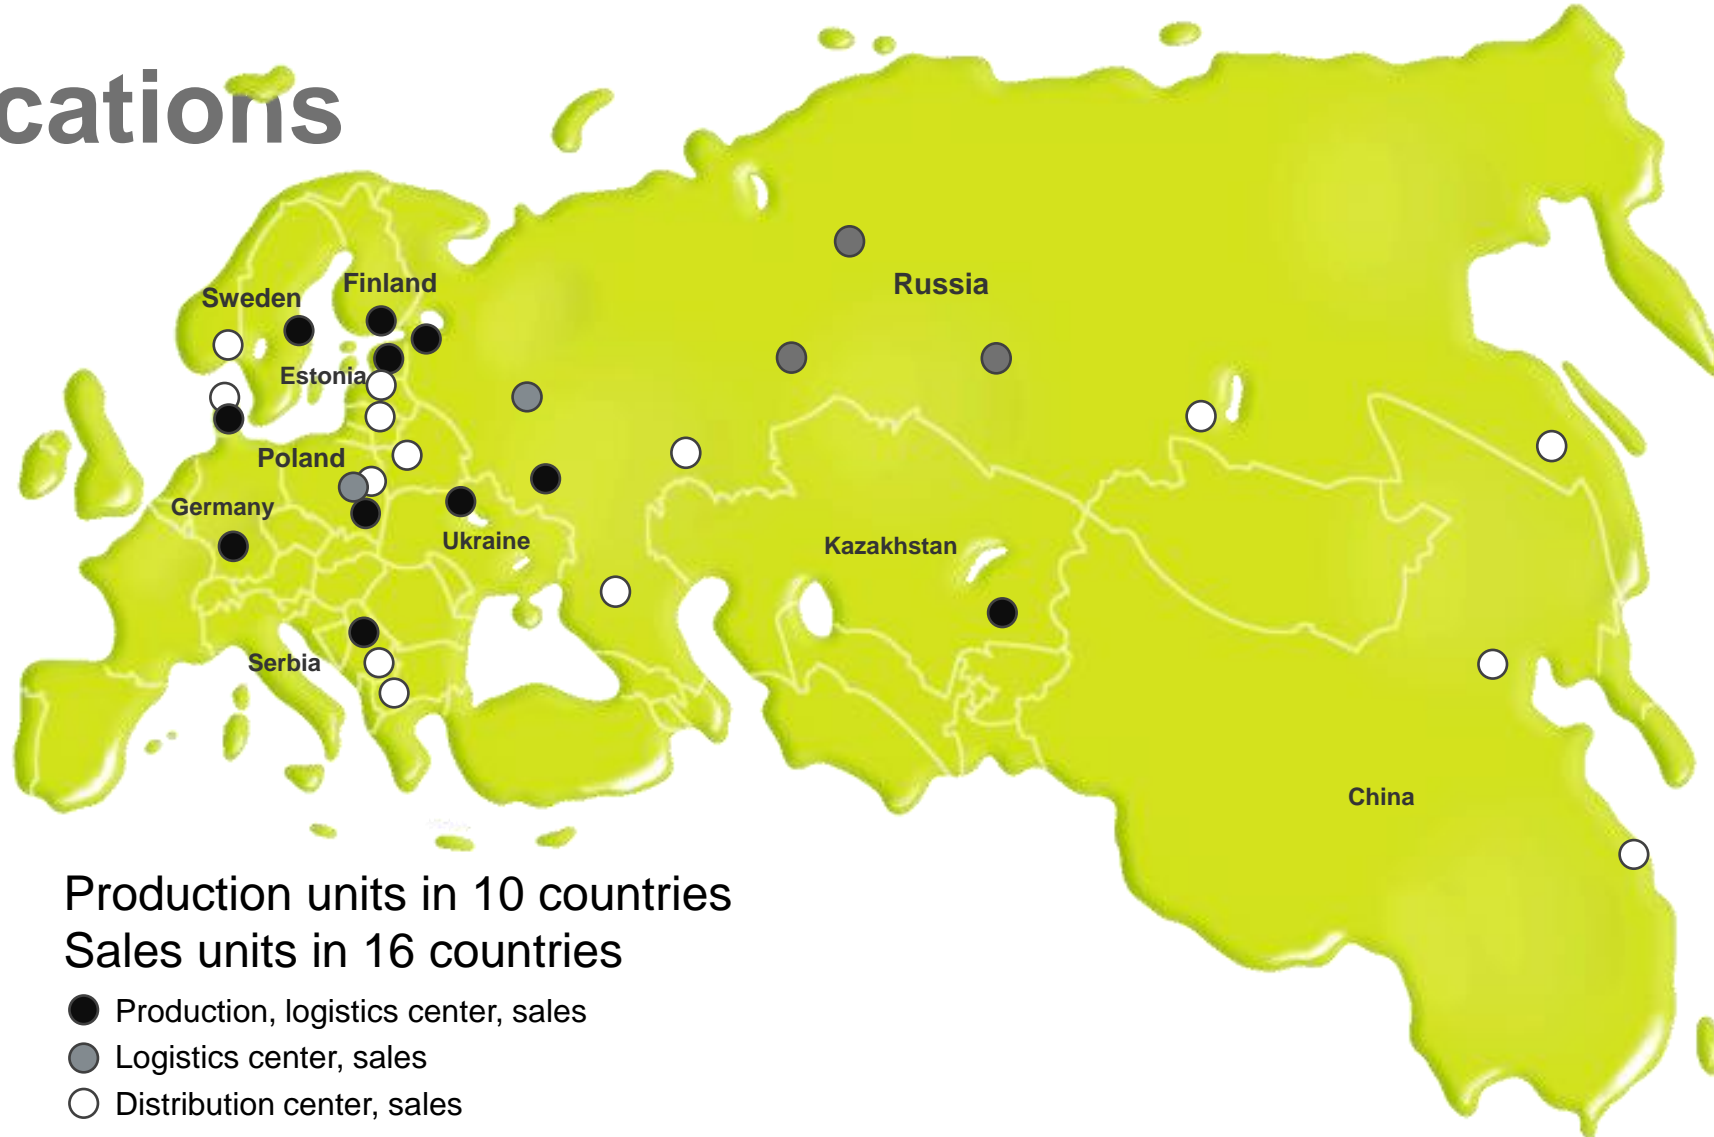 cations
Finland
Sweden
Russia
Estonia
Poland
Germany
Ukraine
Kazakhstan
Serbia
China
Production units in 10 countries
Sales units in 16 countries
Production, logistics center, sales
Logistics center, sales
Distribution center, sales